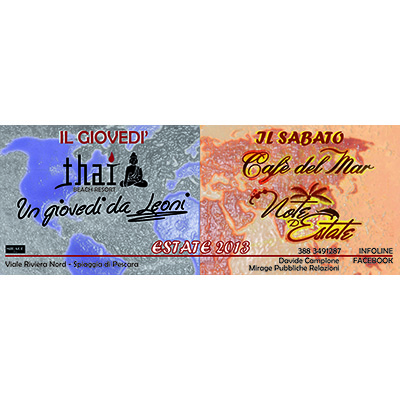 IL GIOVEDI'
thai
BEACH RESORT
Un giovedì da Leoni
IL SABATO
Cafè del Mar
Note
D'
Estate
ESTATE 2013
Viale Riviera Nord - Spiaggia di Pescara
388 3491287 INFOLINE
Davide Camplone FACEBOOK
Mirage Pubbliche Relazioni